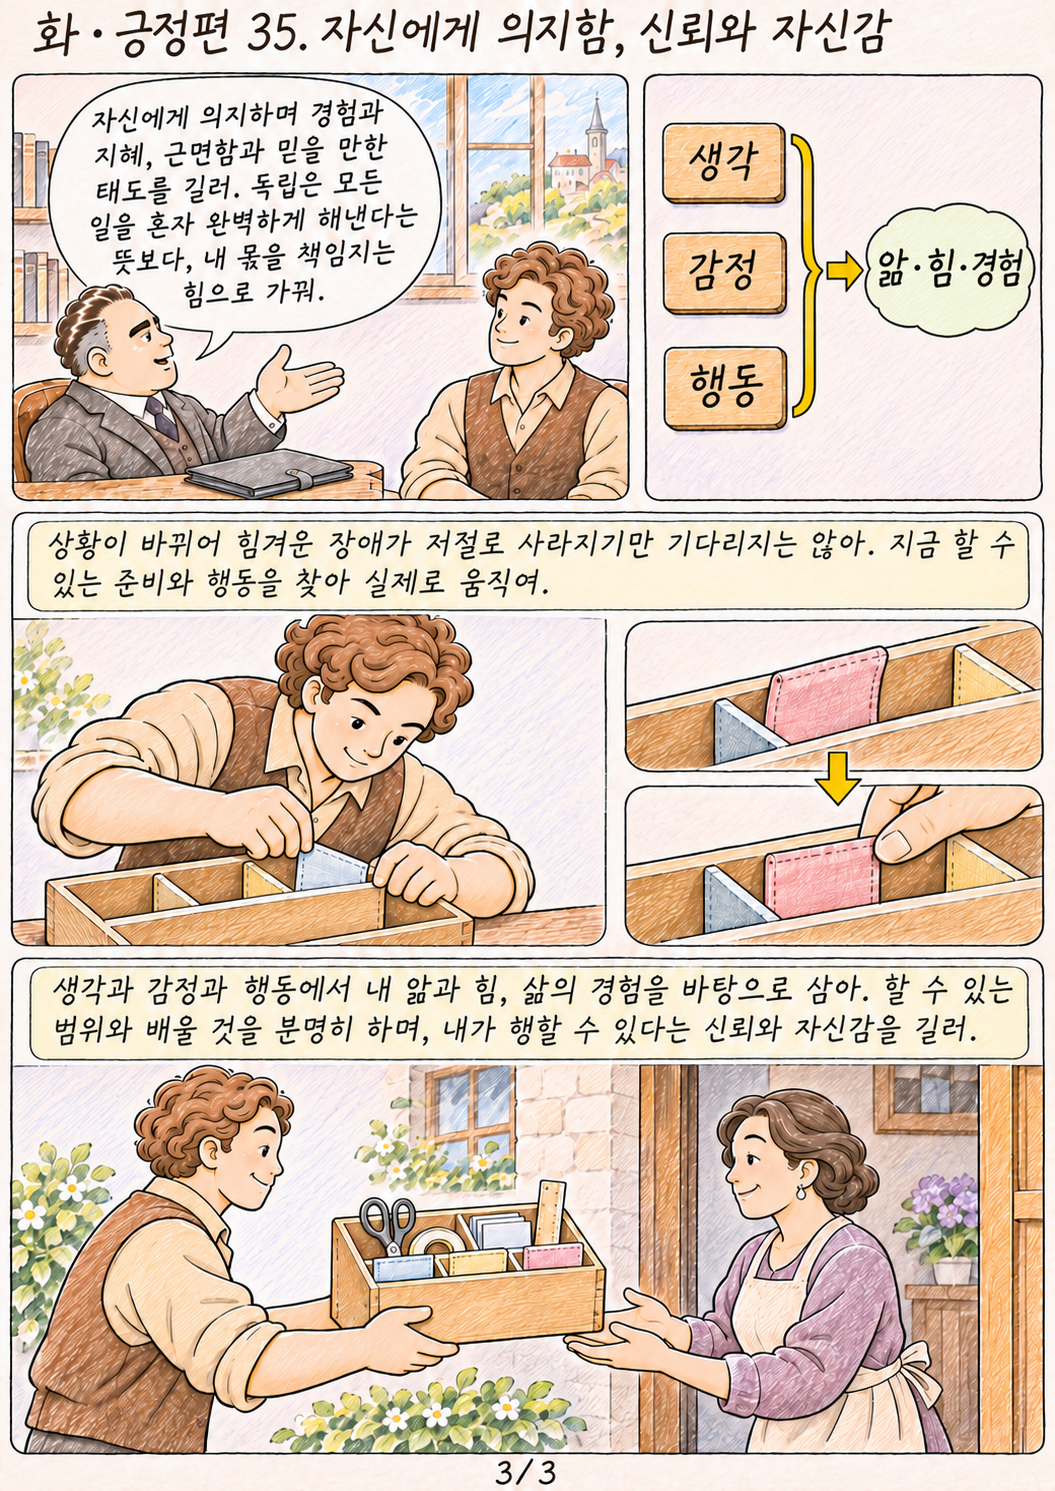 화·긍정편 35. 자신에게 의지함, 신뢰와 자신감
자신에게 의지하며 경험과
지혜, 근면함과 믿을 만한
태도를 길러. 독립은 모든
일을 혼자 완벽하게 해낸다는
뜻보다, 내 몫을 책임지는
힘으로 가꿔.
생각
감정
행동
앎·힘·경험
상황이 바뀌어 힘겨운 장애가 저절로 사라지기만 기다리지는 않아. 지금 할 수
있는 준비와 행동을 찾아 실제로 움직여.
생각과 감정과 행동에서 내 앎과 힘, 삶의 경험을 바탕으로 삼아. 할 수 있는
범위와 배울 것을 분명히 하며, 내가 행할 수 있다는 신뢰와 자신감을 길러.
3/3